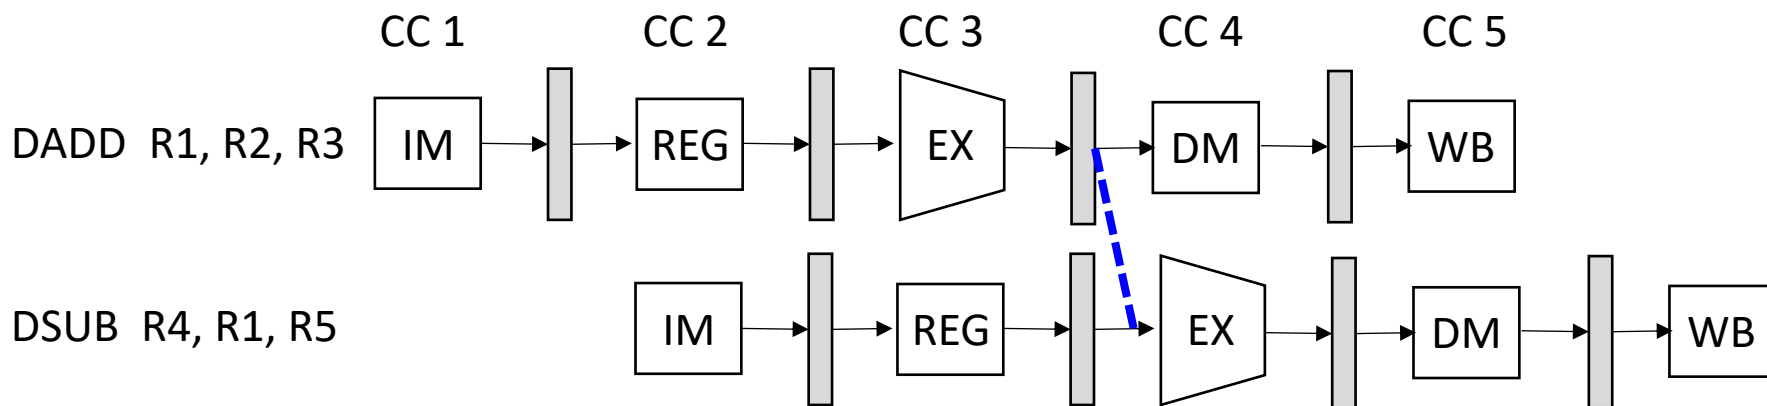 CC 1 CC 2 CC 3 CC 4 CC 5
DADD R1, R2, R3 IM REG EX DM WB
DSUB R4, R1, R5 IM REG EX DM WB